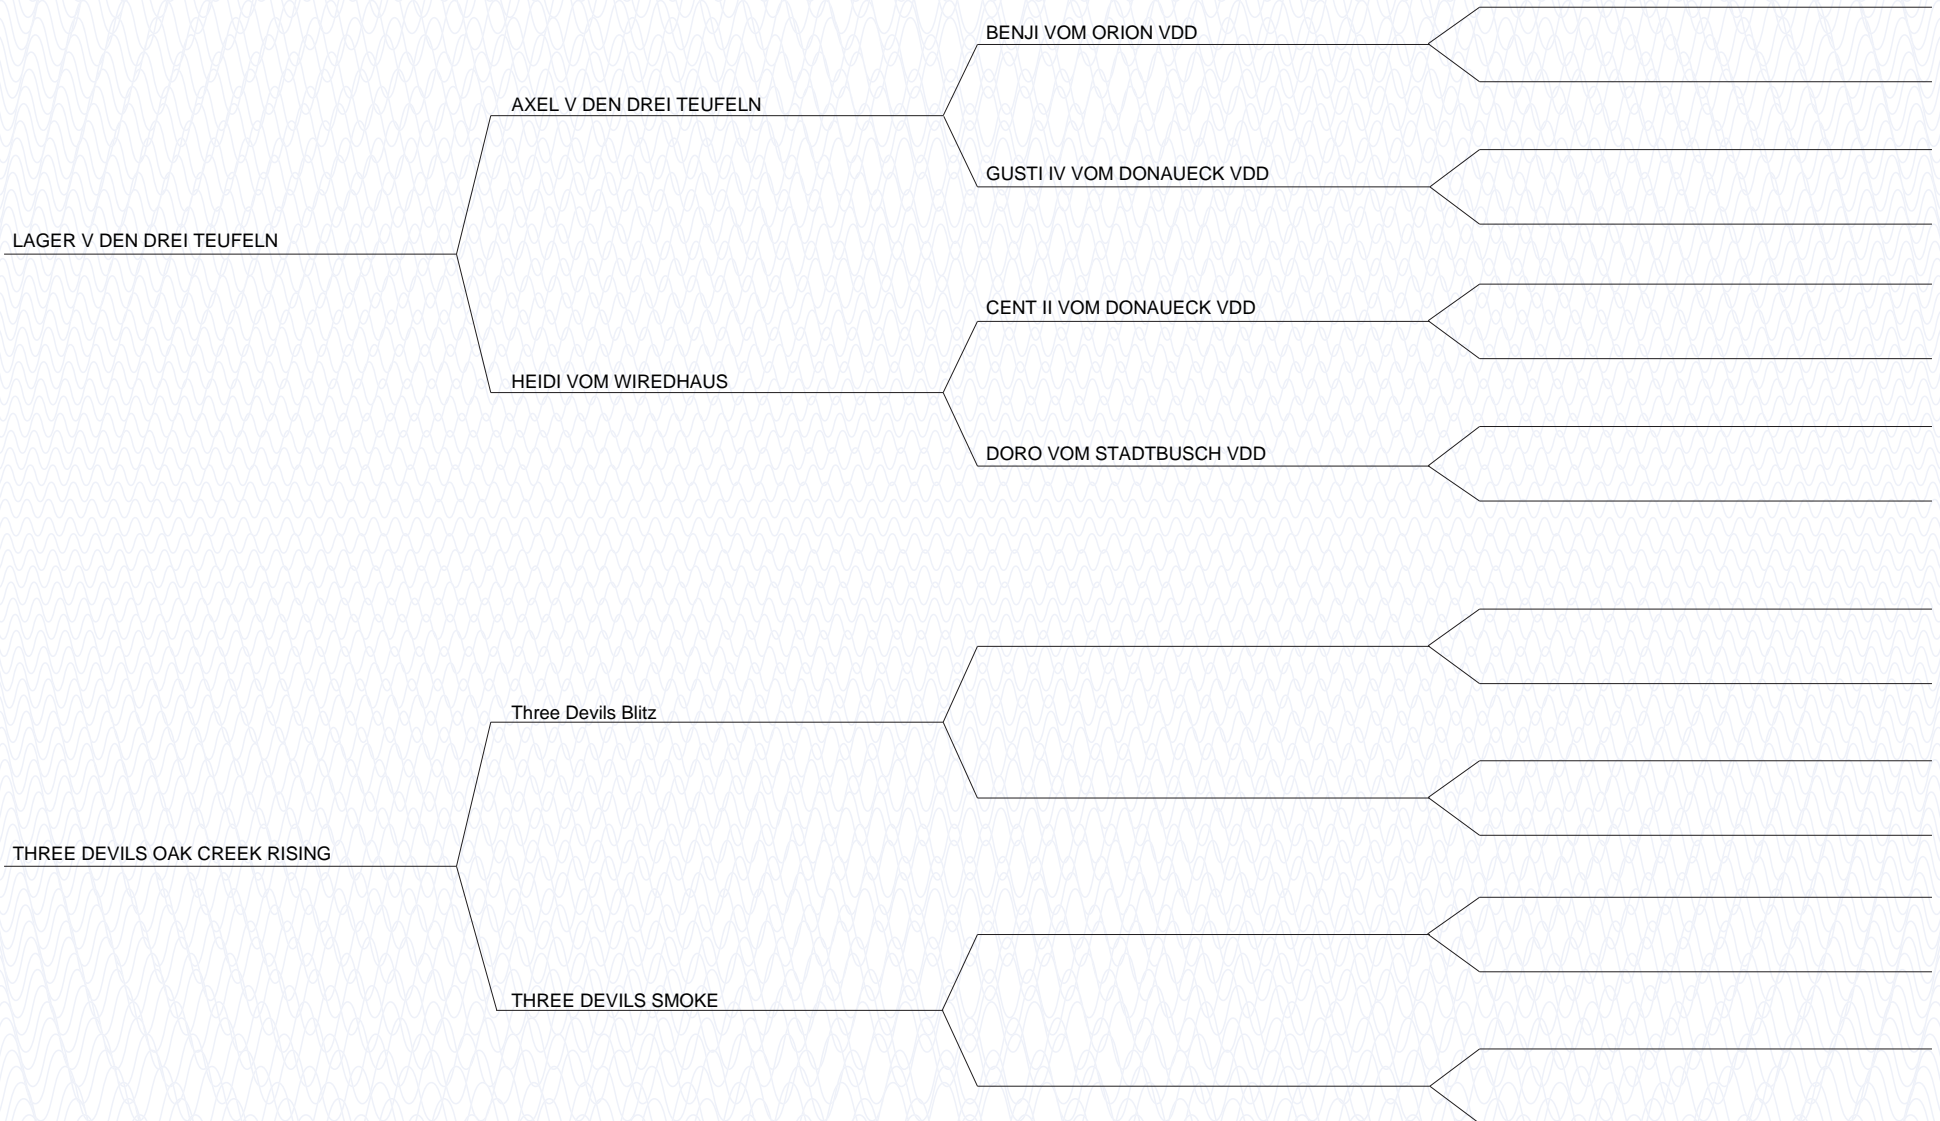 BENJI VOM ORION VDD
AXEL V DEN DREI TEUFELN
GUSTI IV VOM DONAUECK VDD
LAGER V DEN DREI TEUFELN
CENT II VOM DONAUECK VDD
HEIDI VOM WIREDHAUS
DORO VOM STADTBUSCH VDD
Three Devils Blitz
THREE DEVILS OAK CREEK RISING
THREE DEVILS SMOKE